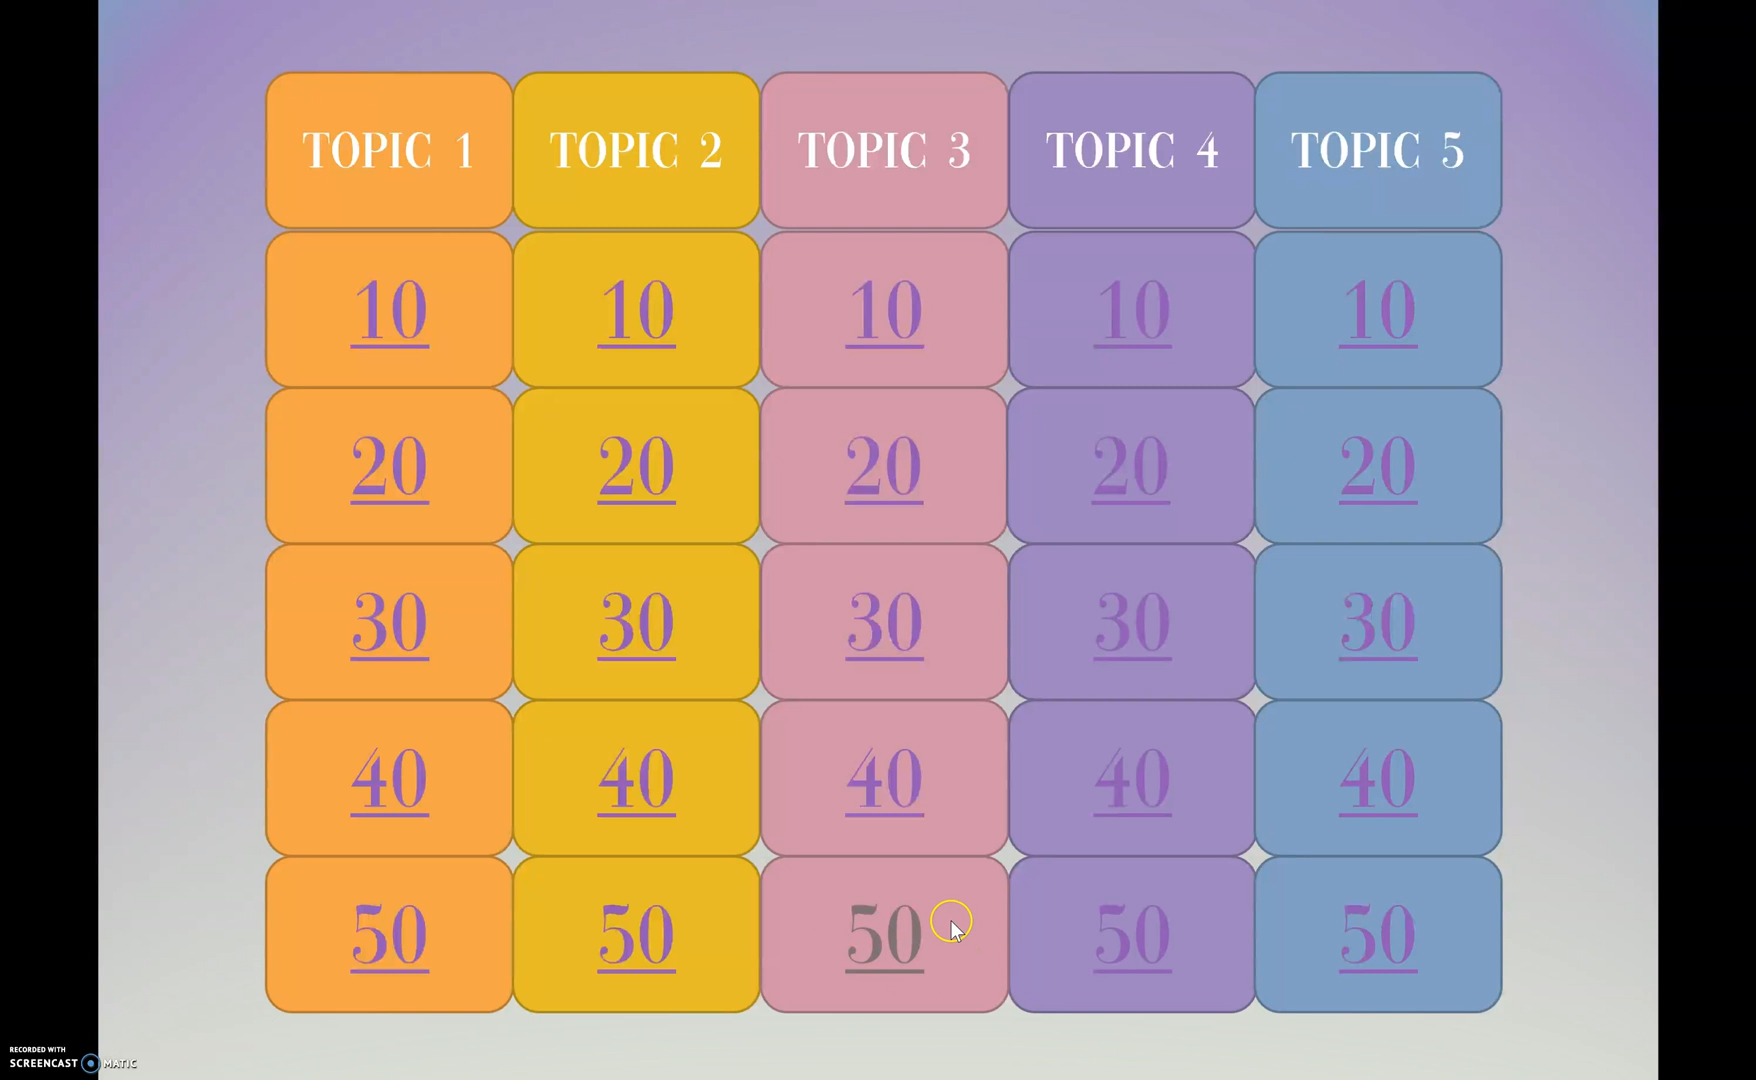 TOPIC 1 TOPIC 2 TOPIC 3 TOPIC 4 TOPIC 5
10 10 10 10 10
20 20 20 20 20
30 30 30 30 30
40 40 40 40 40
50 50 50 50 50
RECORDED WITH
SCREENCAST MATIC